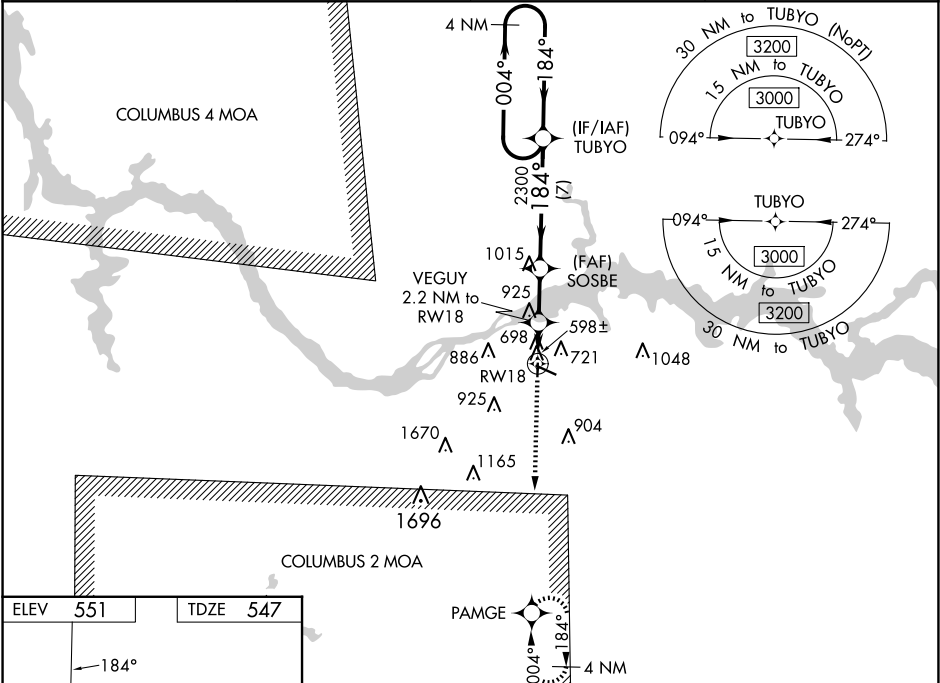 4 NM
004°
184°
(IF/IAF)
TUBYO
2300
184°
(7)
COLUMBUS 4 MOA
30 NM to TUBYO (NoPT)
3200
15 NM to TUBYO
3000
TUBYO
094°
274°
TUBYO
094°
274°
3000
15 NM to TUBYO
3200
30 NM to TUBYO
1015
(FAF)
SOSBE
VEGUY
2.2 NM to
RW18
925
698
598±
886
721
1048
RW18
925
904
1670
1165
1696
COLUMBUS 2 MOA
PAMGE
184°
004°
4 NM
ELEV 551
TDZE 547
184°